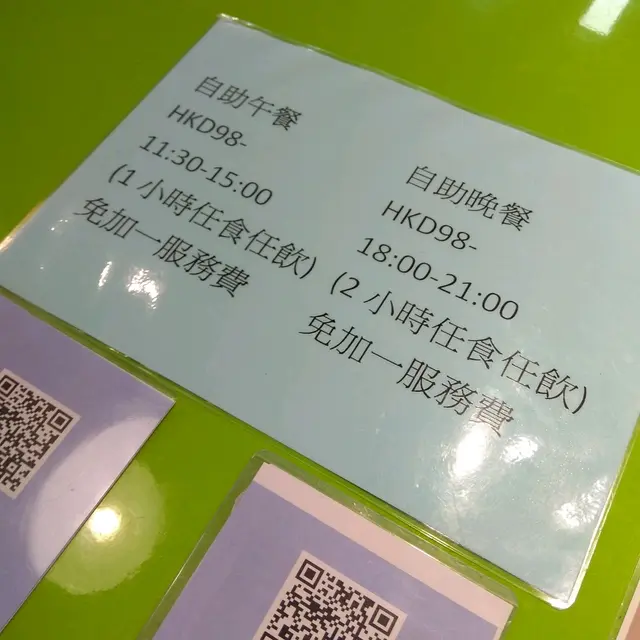 自助午餐
HKD98-
11:30-15:00
(1 小時任食任飲)
免加一服務費
自助晚餐
HKD98-
18:00-21:00
(2 小時任食任飲)
免加一服務費